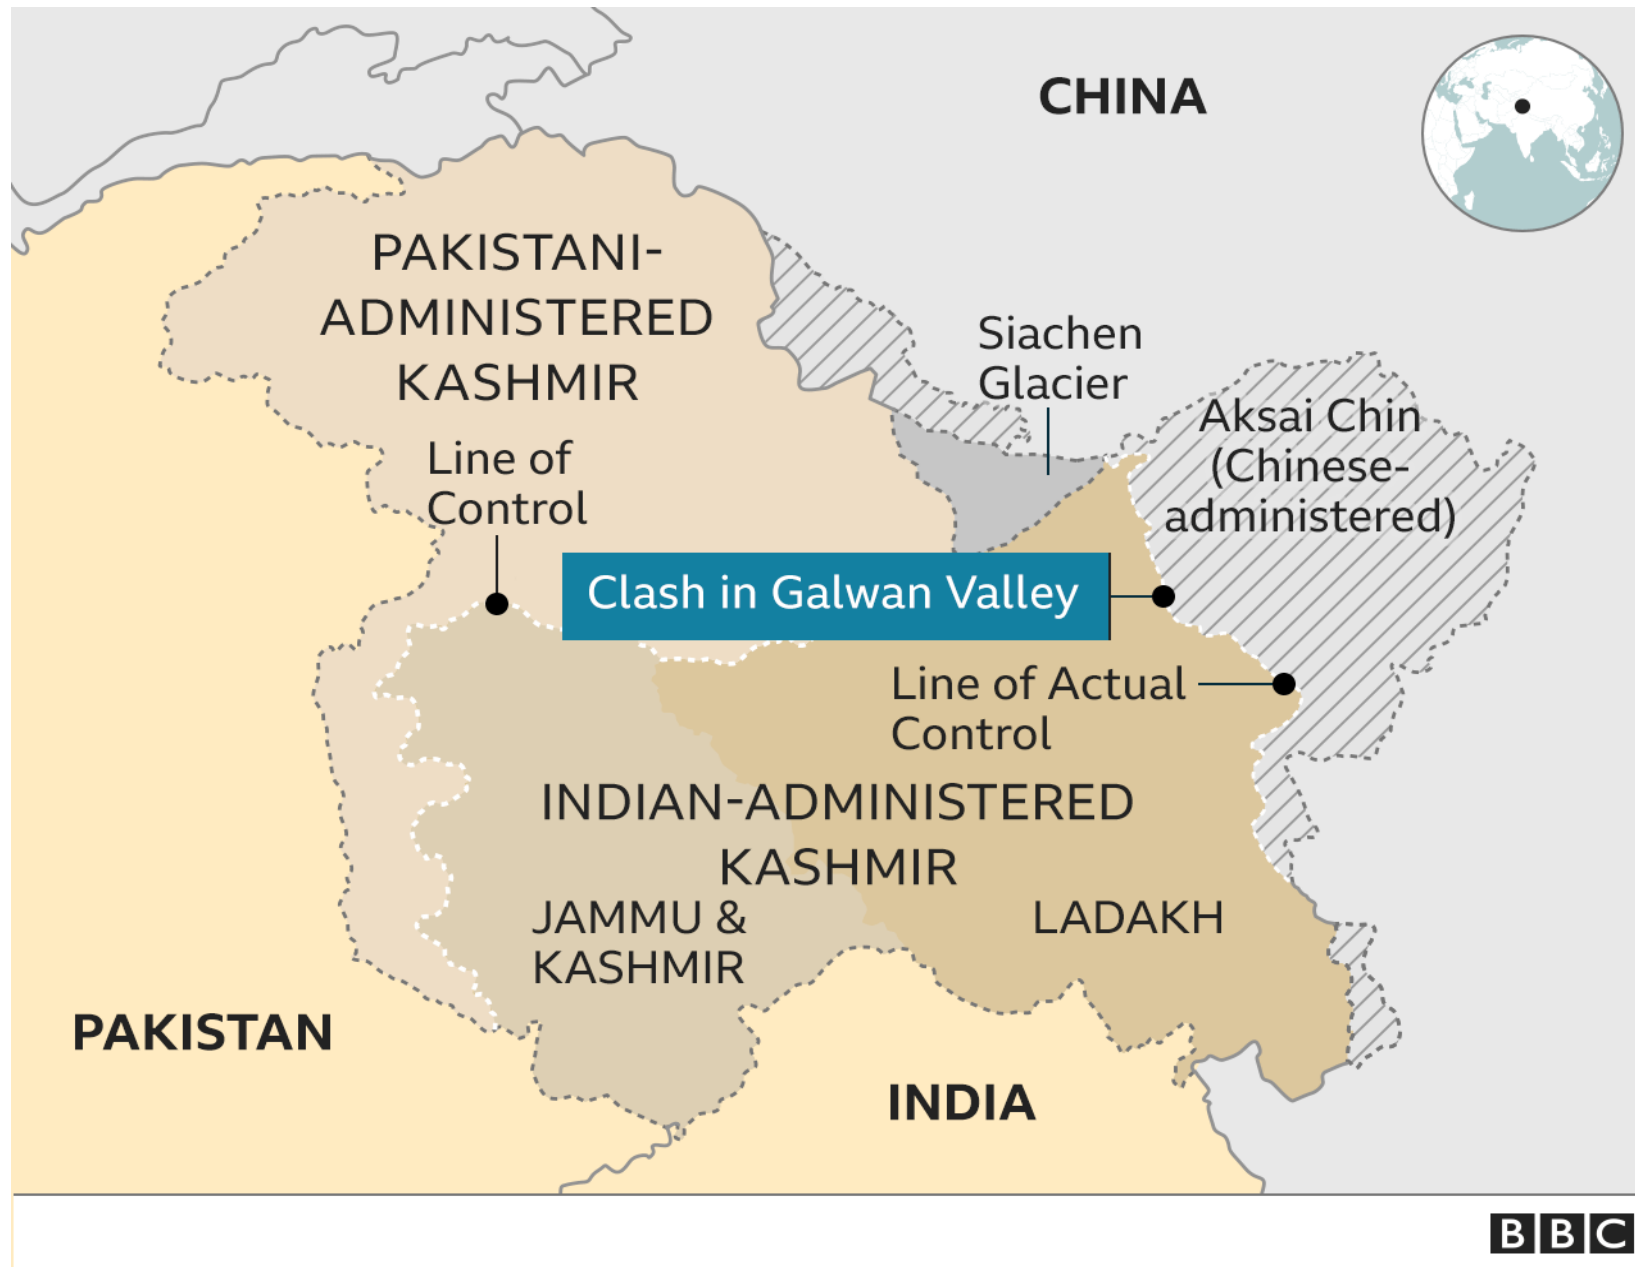 CHINA
PAKISTANI-
ADMINISTERED
KASHMIR
Siachen
Glacier
Aksai Chin
(Chinese-
administered)
Line of
Control
Clash in Galwan Valley
Line of Actual
Control
INDIAN-ADMINISTERED
KASHMIR
JAMMU &
KASHMIR
LADAKH
PAKISTAN
INDIA
BBC